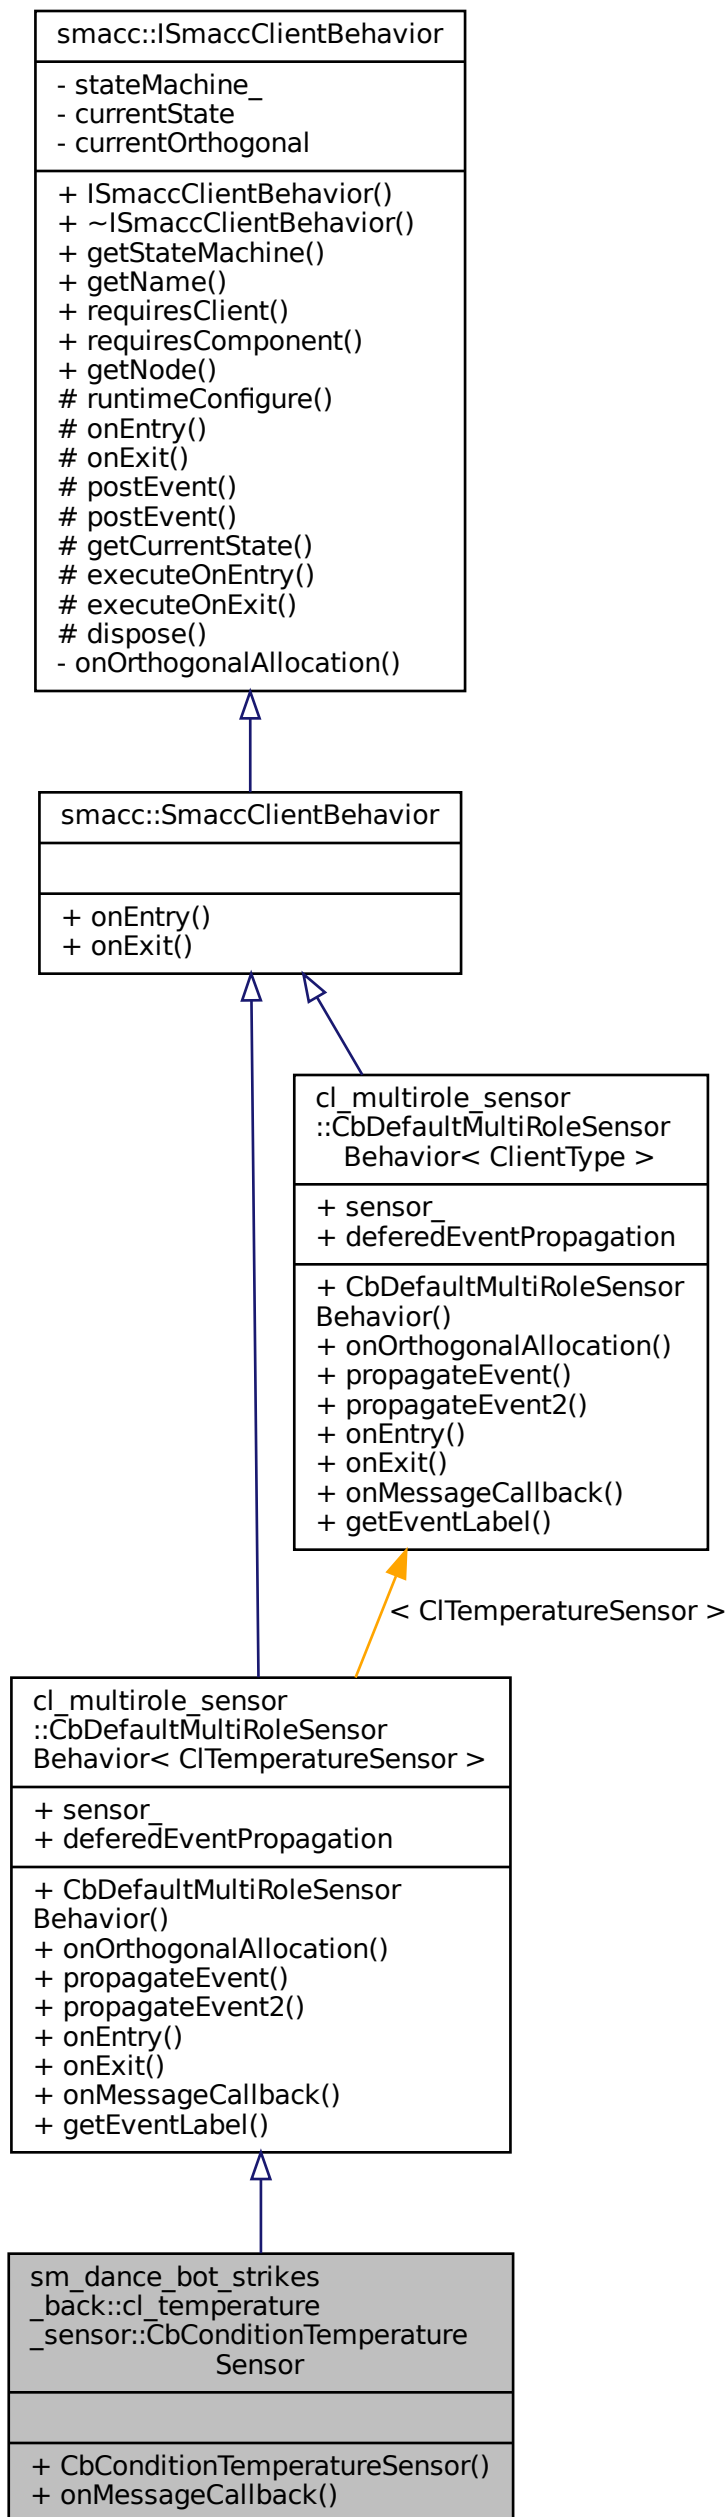 smacc::ISmaccClientBehavior
- stateMachine_
- currentState
- currentOrthogonal
+ ISmaccClientBehavior()
+ ~ISmaccClientBehavior()
+ getStateMachine()
+ getName()
+ requiresClient()
+ requiresComponent()
+ getNode()
# runtimeConfigure()
# onEntry()
# onExit()
# postEvent()
# postEvent()
# getCurrentState()
# executeOnEntry()
# executeOnExit()
# dispose()
- onOrthogonalAllocation()
smacc::SmaccClientBehavior
+ onEntry()
+ onExit()
cl_multirole_sensor
::CbDefaultMultiRoleSensor
Behavior< ClientType >
+ sensor_
+ deferedEventPropagation
+ CbDefaultMultiRoleSensor
Behavior()
+ onOrthogonalAllocation()
+ propagateEvent()
+ propagateEvent2()
+ onEntry()
+ onExit()
+ onMessageCallback()
+ getEventLabel()
< ClTemperatureSensor >
cl_multirole_sensor
::CbDefaultMultiRoleSensor
Behavior< ClTemperatureSensor >
+ sensor_
+ deferedEventPropagation
+ CbDefaultMultiRoleSensor
Behavior()
+ onOrthogonalAllocation()
+ propagateEvent()
+ propagateEvent2()
+ onEntry()
+ onExit()
+ onMessageCallback()
+ getEventLabel()
sm_dance_bot_strikes
_back::cl_temperature
_sensor::CbConditionTemperature
Sensor
+ CbConditionTemperatureSensor()
+ onMessageCallback()